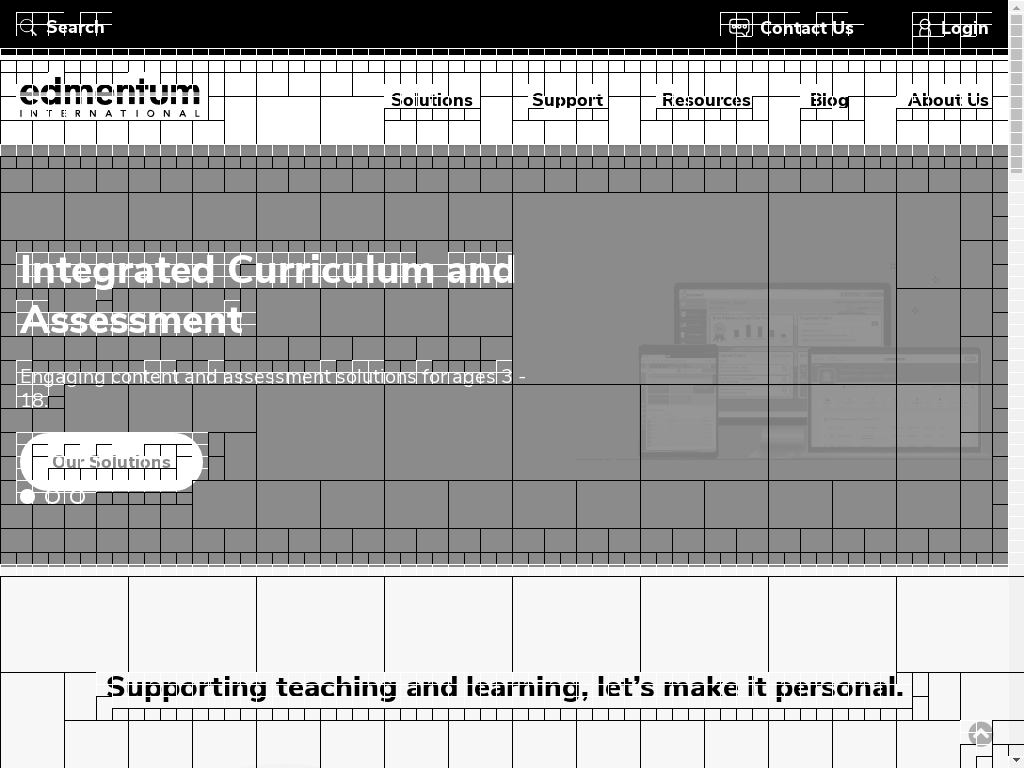 Search
Contact Us
Login
edmentum
INTERNATIONAL
Solutions
Support
Resources
Blog
About Us
Integrated Curriculum and
Assessment
Engaging content and assessment solutions for ages 3 -
18.
Our Solutions
Supporting teaching and learning, let's make it personal.